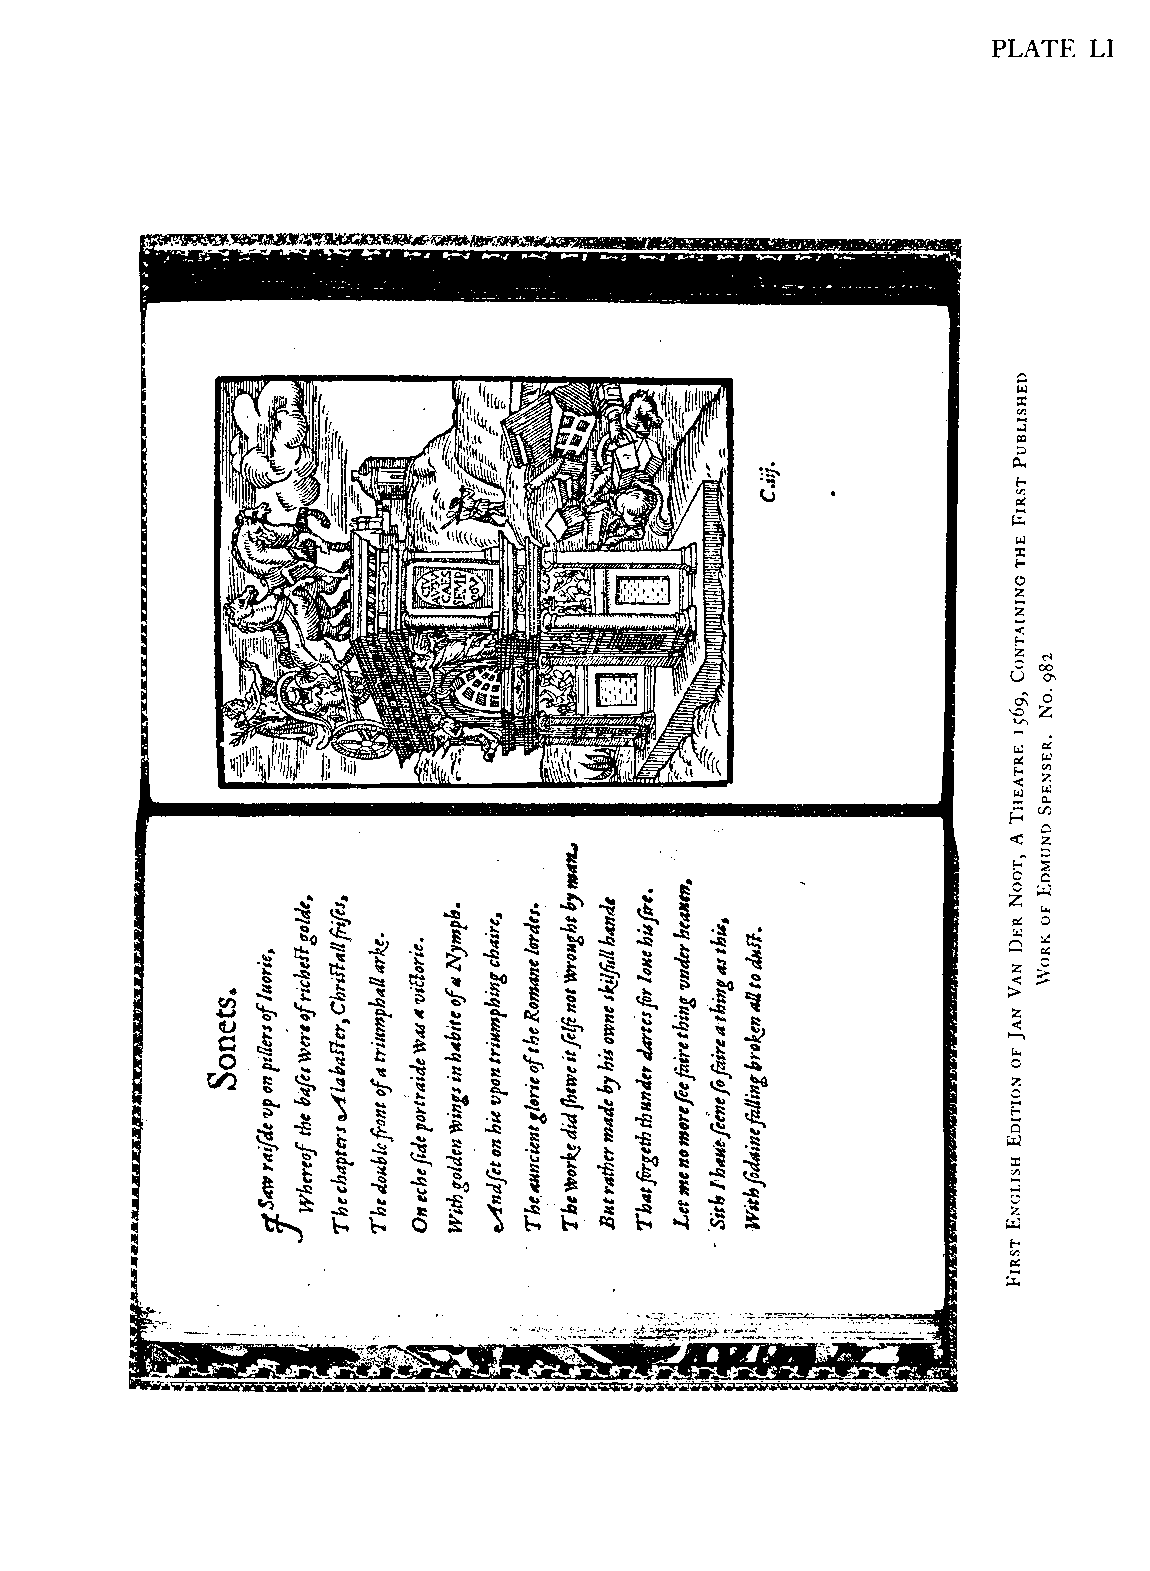 PLATE LI
Sonets.
I Saw raiſde vp on pillers of Iuorie,
Whereof the baſes were of richeſt golde,
The chapters Alabaſter, Chriſtall friſes,
The double front of a triumphall arke.
On eche ſide portraide was a victorie.
With golden wings in habite of a Nymph.
And ſet on hie vpon triumphing chaire,
The auncient glorie of the Romane lordes.
The worke did ſhewe it ſelfe not wrought by man,
But rather made by his owne skilfull hande
That forgeth thunder dartes for Ioue his ſire.
Let me no more ſee faire thing vnder heauen,
Sith I haue ſeene ſo faire a thing as this,
With ſodaine falling broken all to duſt.
C.iij.
FIRST ENGLISH EDITION OF JAN VAN DER NOOT, A THEATRE 1569, CONTAINING THE FIRST PUBLISHED
WORK OF EDMUND SPENSER. No. 982